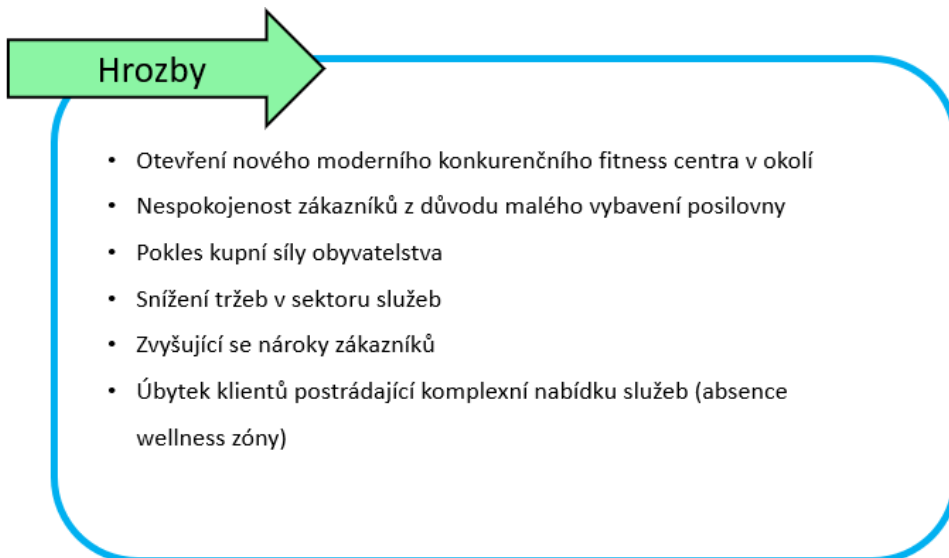 Hrozby
• Otevření nového moderního konkurenčního fitness centra v okolí
• Nespokojenost zákazníků z důvodu malého vybavení posilovny
• Pokles kupní síly obyvatelstva
• Snížení tržeb v sektoru služeb
• Zvyšující se nároky zákazníků
• Úbytek klientů postrádající komplexní nabídku služeb (absence
wellness zóny)